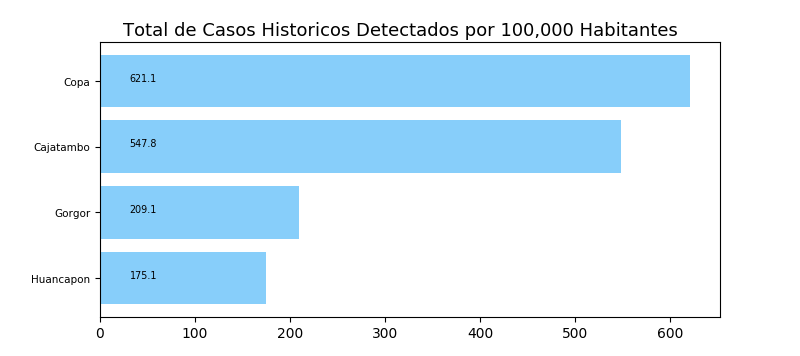 Total de Casos Historicos Detectados por 100,000 Habitantes
Copa 621.1
Cajatambo 547.8
Gorgor 209.1
Huancapon 175.1
0 100 200 300 400 500 600